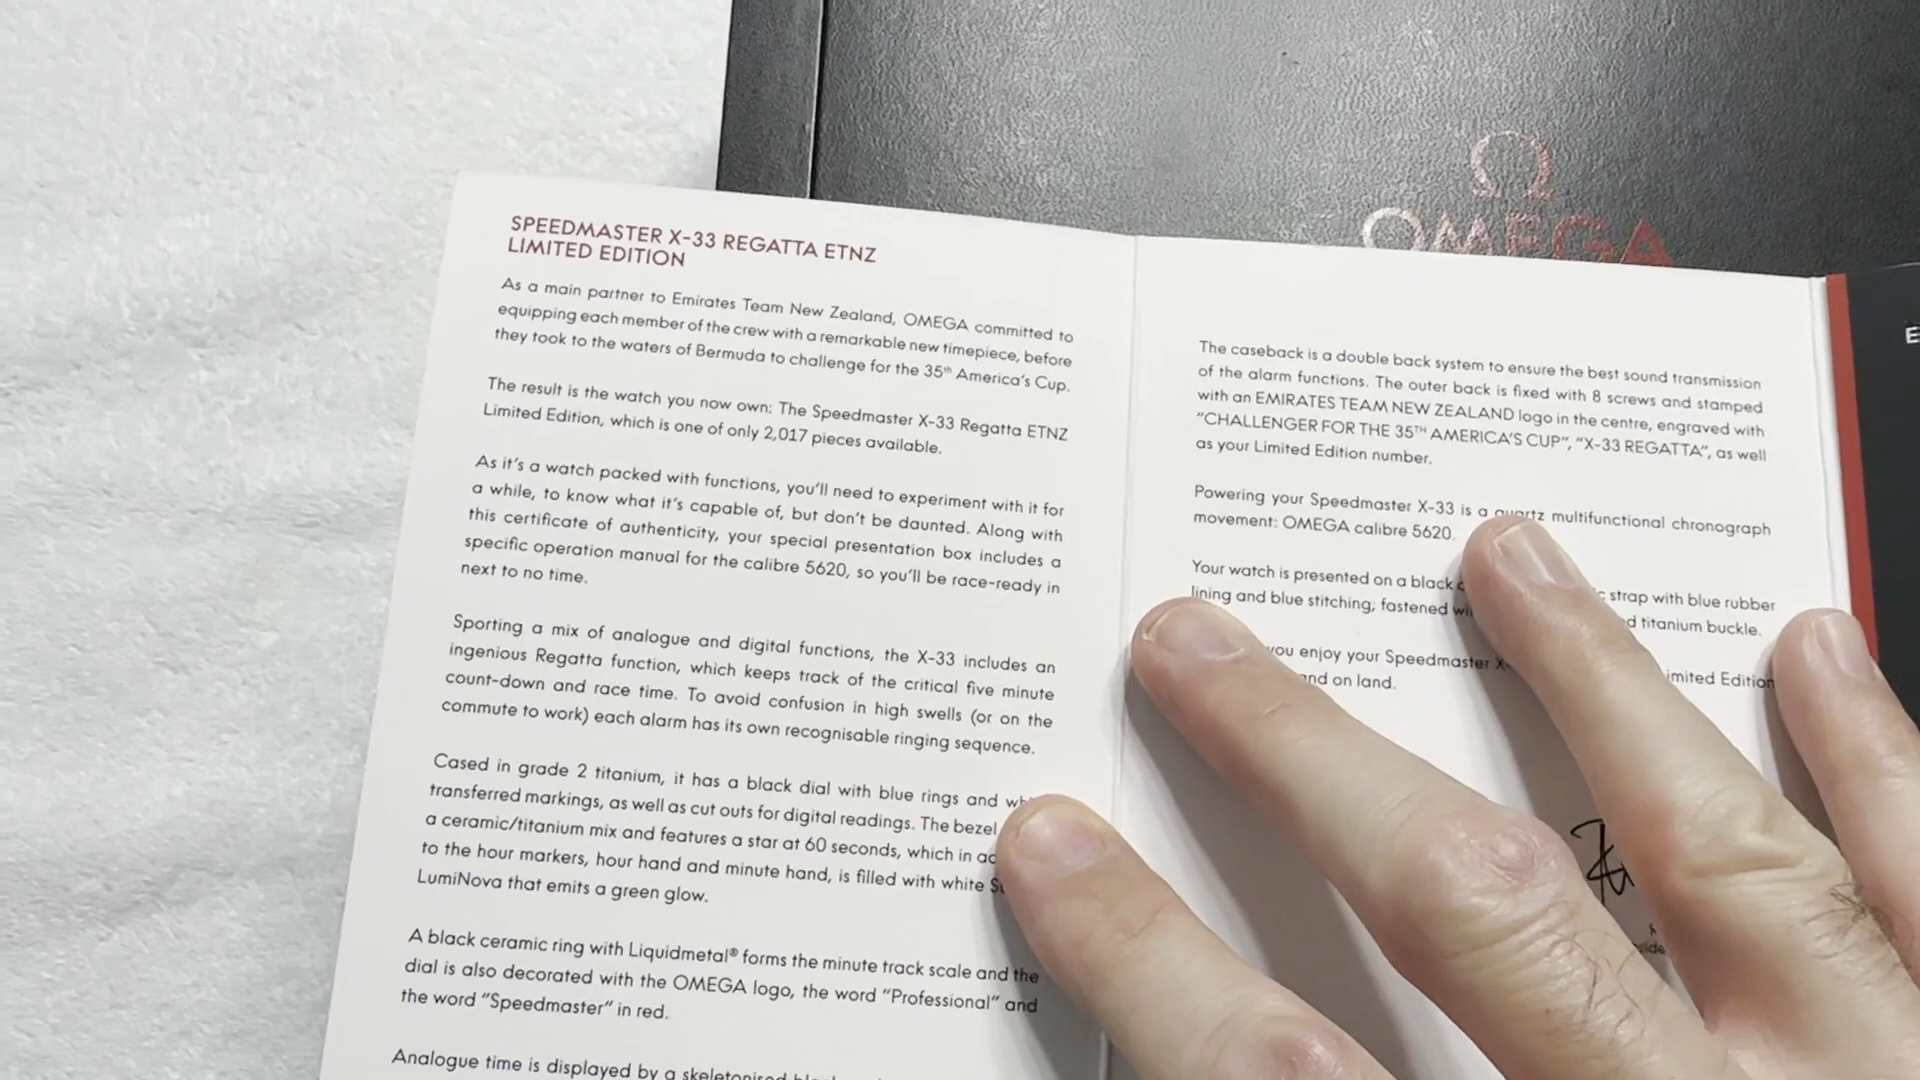 OMEGA
SPEEDMASTER X-33 REGATTA ETNZ
LIMITED EDITION
As a main partner to Emirates Team New Zealand, OMEGA committed to
equipping each member of the crew with a remarkable new timepiece, before
they took to the waters of Bermuda to challenge for the 35th America's Cup.
The result is the watch you now own: The Speedmaster X-33 Regatta ETNZ
Limited Edition, which is one of only 2,017 pieces available.
As it's a watch packed with functions, you'll need to experiment with it for
a while, to know what it's capable of, but don't be daunted. Along with
this certificate of authenticity, your special presentation box includes a
specific operation manual for the calibre 5620, so you'll be race-ready in
next to no time.
Sporting a mix of analogue and digital functions, the X-33 includes an
ingenious Regatta function, which keeps track of the critical five minute
count-down and race time. To avoid confusion in high swells (or on the
commute to work) each alarm has its own recognisable ringing sequence.
Cased in grade 2 titanium, it has a black dial with blue rings and
transferred markings, as well as cut outs for digital readings. The bezel
a ceramic/titanium mix and features a star at 60 seconds, which in
to the hour markers, hour hand and minute hand, is filled with white
LumiNova that emits a green glow.
A black ceramic ring with Liquidmetal® forms the minute track scale and the
dial is also decorated with the OMEGA logo, the word "Professional" and
the word "Speedmaster" in red.
Analogue time is displayed by a skeletonised
The caseback is a double back system to ensure the best sound transmission
of the alarm functions. The outer back is fixed with 8 screws and stamped
with an EMIRATES TEAM NEW ZEALAND logo in the centre, engraved with
"CHALLENGER FOR THE 35TH AMERICA'S CUP", "X-33 REGATTA", as well
as your Limited Edition number.
Powering your Speedmaster X-33 is a quartz multifunctional chronograph
movement: OMEGA calibre 5620.
Your watch is presented on a black strap with blue rubber
lining and blue stitching; fastened titanium buckle.
you enjoy your Speedmaster Limited Edition
and on land.